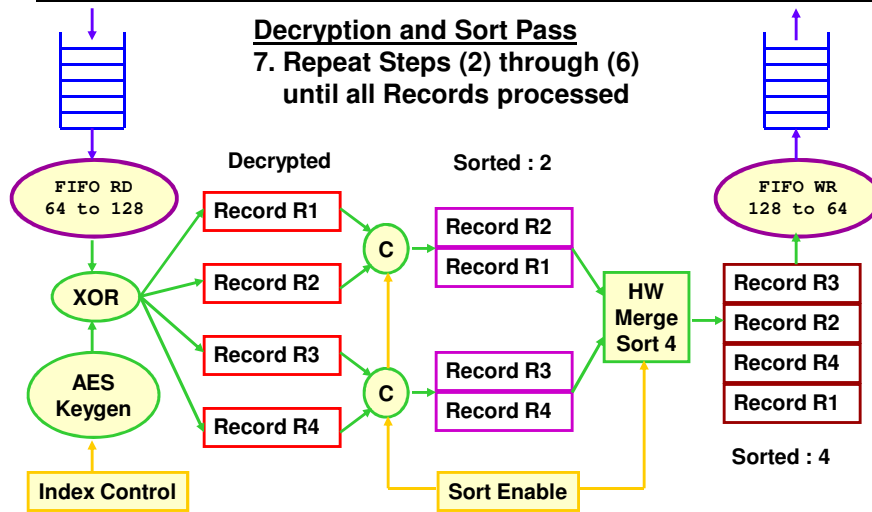 Decryption and Sort Pass
7. Repeat Steps (2) through (6)
until all Records processed
Decrypted
Sorted : 2
FIFO RD
64 to 128
FIFO WR
128 to 64
Record R1
Record R2
Record R3
Record R4
XOR
AES
Keygen
Index Control
C
C
Record R2
Record R1
Record R3
Record R4
Sort Enable
HW
Merge
Sort 4
Record R3
Record R2
Record R4
Record R1
Sorted : 4